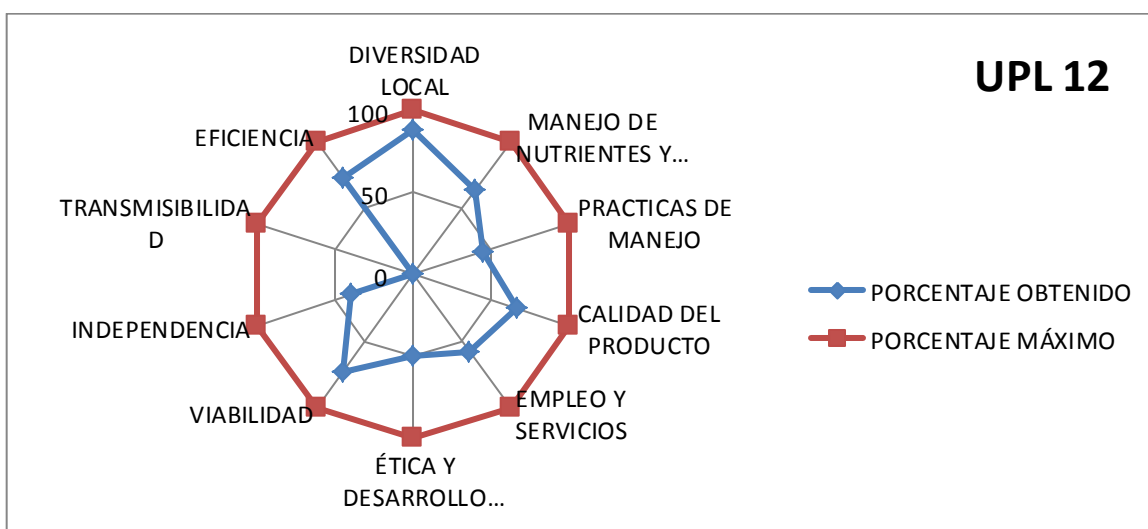 UPL 12
DIVERSIDAD
LOCAL
MANEJO DE
NUTRIENTES Y...
PRACTICAS DE
MANEJO
CALIDAD DEL
PRODUCTO
EMPLEO Y
SERVICIOS
ÉTICA Y
DESARROLLO...
VIABILIDAD
INDEPENDENCIA
TRANSMISIBILIDA
D
EFICIENCIA
100
50
0
PORCENTAJE OBTENIDO
PORCENTAJE MÁXIMO